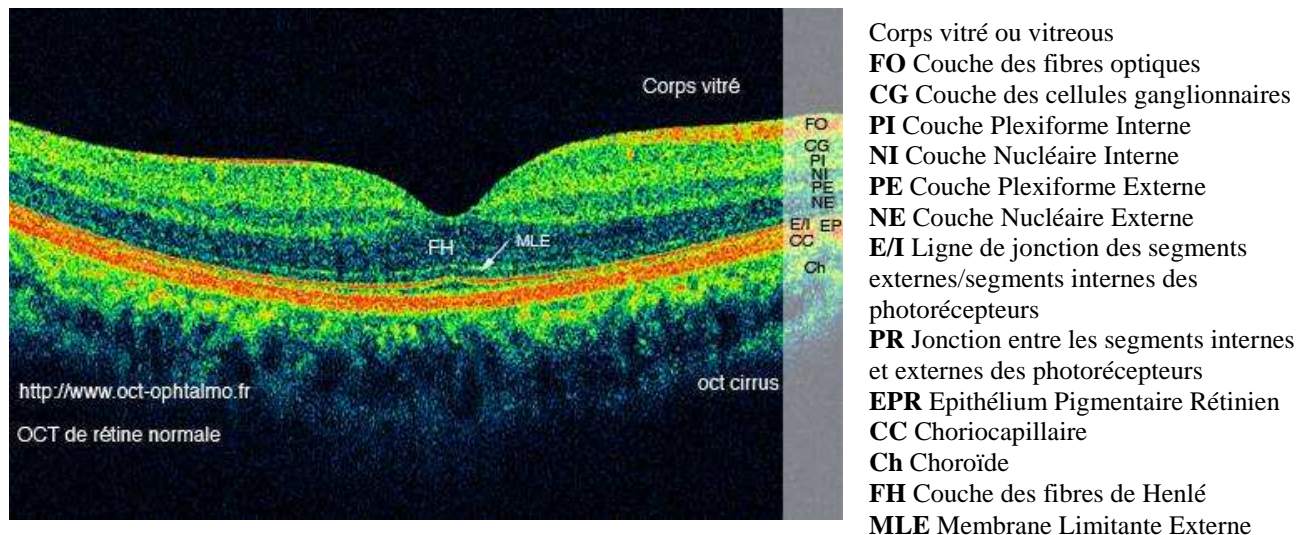 Corps vitré
FO
CG
PI
NI
PE
NE
E/I EP
CC
Ch
FH
MLE
http://www.oct-ophtalmo.fr
oct cirrus
OCT de rétine normale
Corps vitré ou vitreous
FO Couche des fibres optiques
CG Couche des cellules ganglionnaires
PI Couche Plexiforme Interne
NI Couche Nucléaire Interne
PE Couche Plexiforme Externe
NE Couche Nucléaire Externe
E/I Ligne de jonction des segments
externes/segments internes des
photorécepteurs
PR Jonction entre les segments internes
et externes des photorécepteurs
EPR Epithélium Pigmentaire Rétinien
CC Choriocapillaire
Ch Choroïde
FH Couche des fibres de Henlé
MLE Membrane Limitante Externe